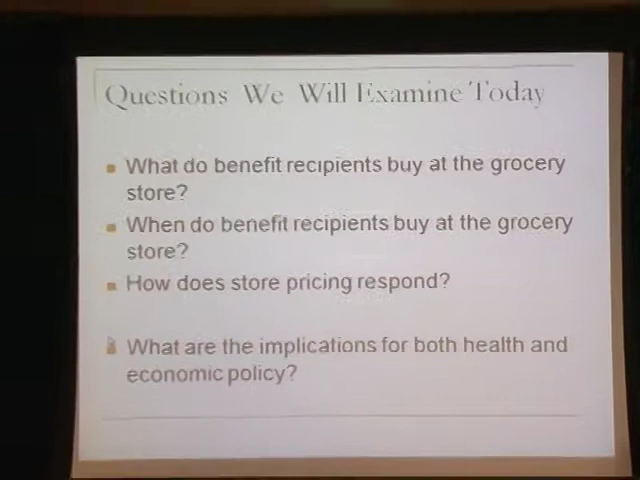 Questions We Will Examine Today
What do benefit recipients buy at the grocery
store?
When do benefit recipients buy at the grocery
store?
How does store pricing respond?
What are the implications for both health and
economic policy?